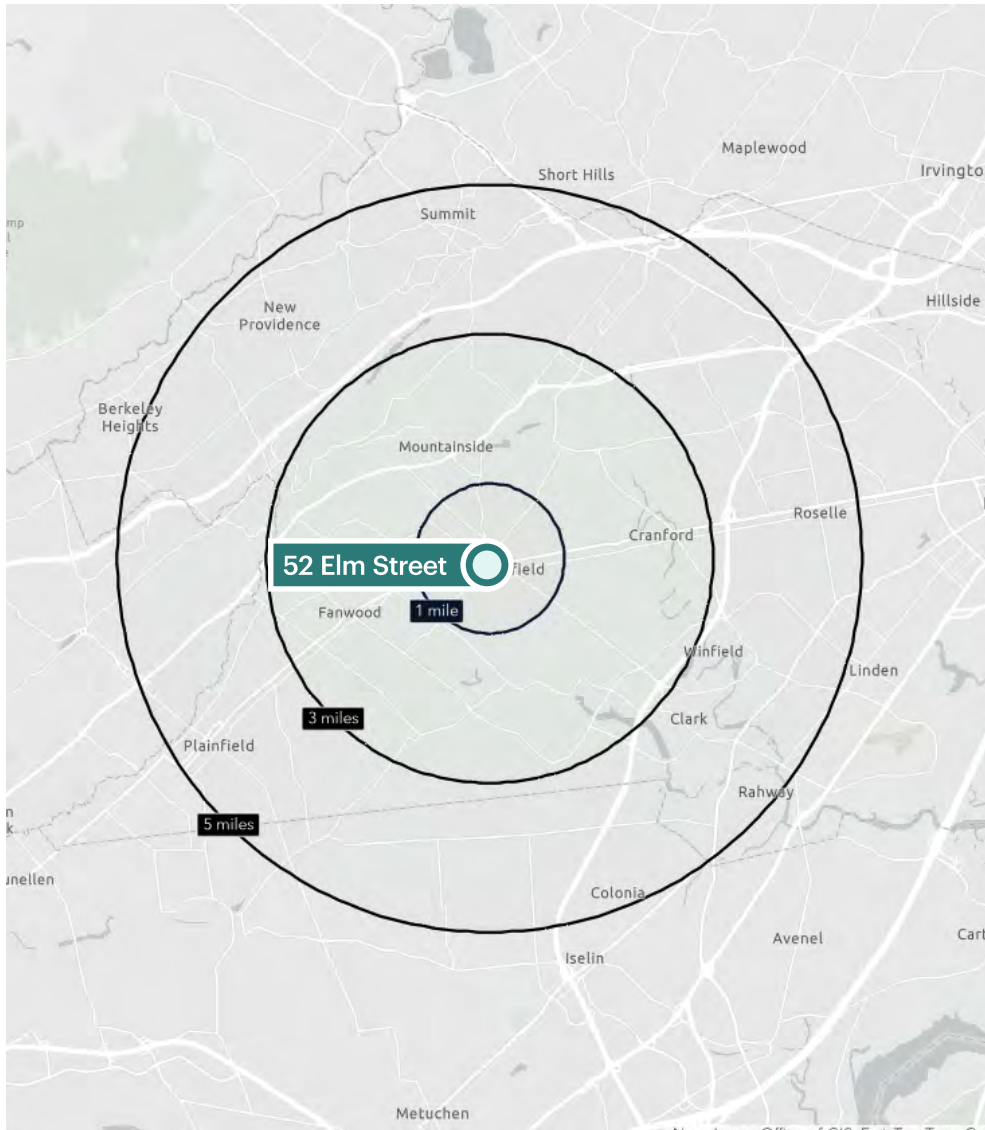 Maplewood
Short Hills
Irvingto
Summit
mp
l
e
Hillside
New
Providence
Berkeley
Heights
Mountainside
Roselle
Cranford
52 Elm Street
field
1 mile
Fanwood
Winfield
Linden
3 miles
Clark
Plainfield
Rahway
5 miles
n
k
unellen
Colonia
Avenel
Cart
Iselin
Metuchen